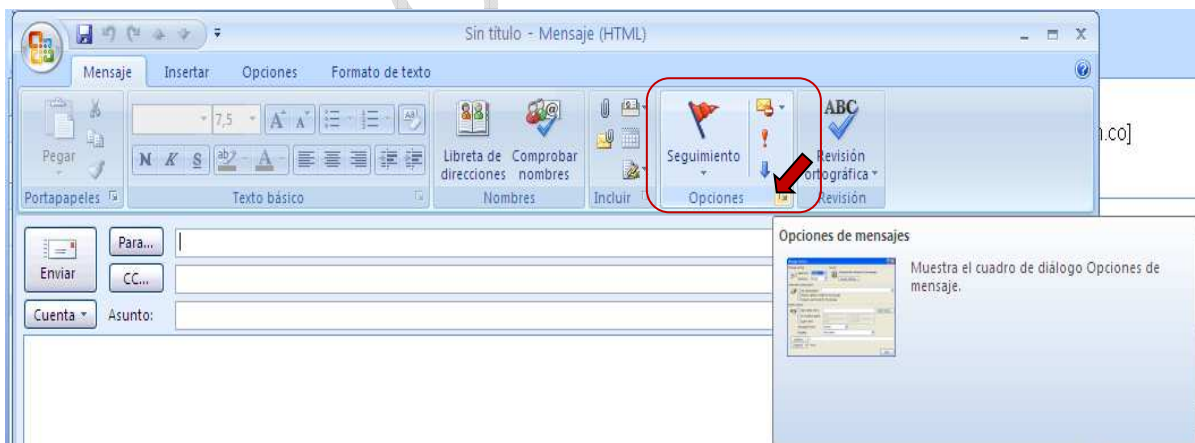 Sin título - Mensaje (HTML)
Mensaje Insertar Opciones Formato de texto
Pegar
7,5
A A
N K S ab A
Libreta de direcciones
Comprobar nombres
Seguimiento
ABC
Revisión ortográfica
Portapapeles Texto básico Nombres Incluir Opciones Revisión
.co]
Enviar
Para...
CC...
Cuenta Asunto:
Opciones de mensajes
Muestra el cuadro de diálogo Opciones de
mensaje.